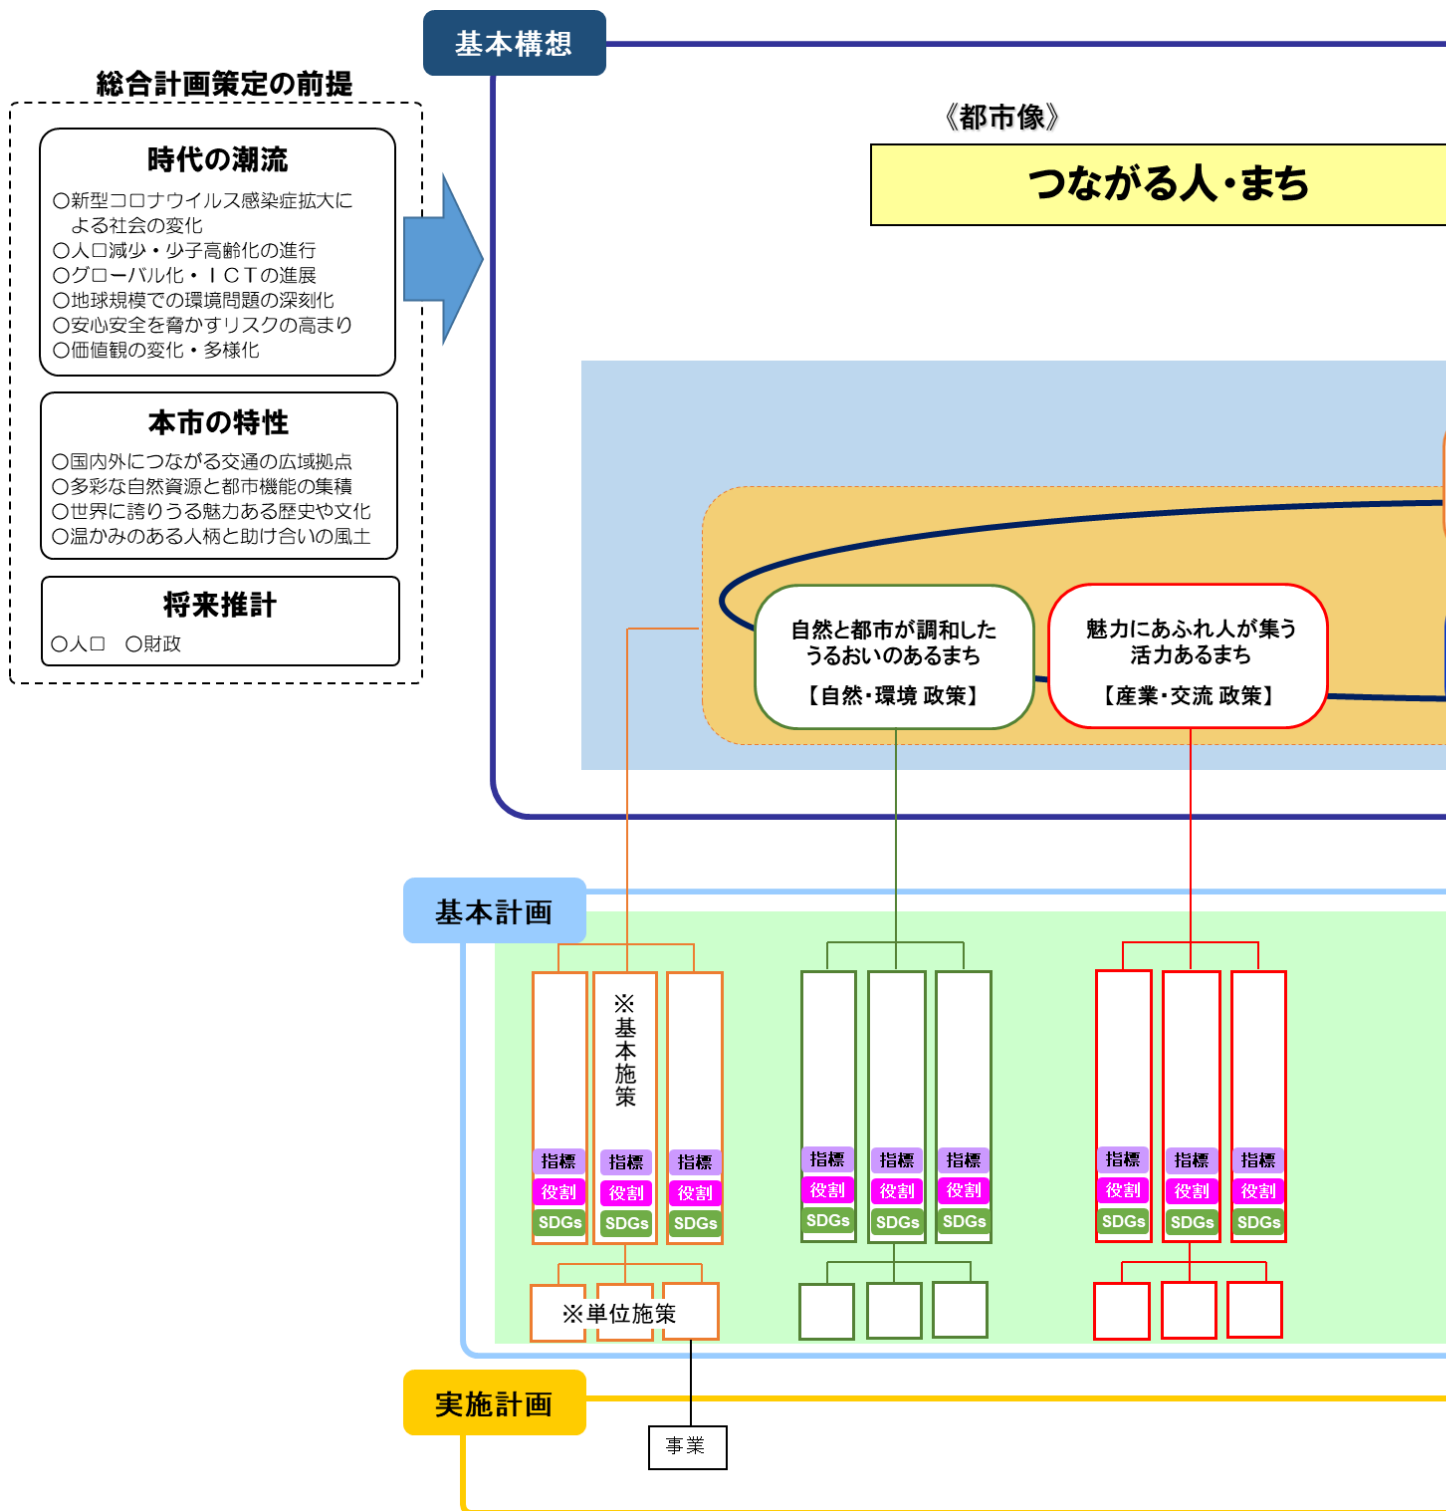 基本構想
総合計画策定の前提
時代の潮流
○新型コロナウイルス感染症拡大に
よる社会の変化
○人口減少・少子高齢化の進行
○グローバル化・ＩＣＴの進展
○地球規模での環境問題の深刻化
○安心安全を脅かすリスクの高まり
○価値観の変化・多様化
本市の特性
○国内外につながる交通の広域拠点
○多彩な自然資源と都市機能の集積
○世界に誇りうる魅力ある歴史や文化
○温かみのある人柄と助け合いの風土
将来推計
○人口　○財政
《都市像》
つながる人・まち
自然と都市が調和した
うるおいのあるまち
【自然・環境 政策】
魅力にあふれ人が集う
活力あるまち
【産業・交流 政策】
基本計画
※基本施策
指標 指標 指標 指標 指標 指標 指標 指標 指標
役割 役割 役割 役割 役割 役割 役割 役割 役割
SDGs SDGs SDGs SDGs SDGs SDGs SDGs SDGs SDGs
※単位施策
実施計画
事業